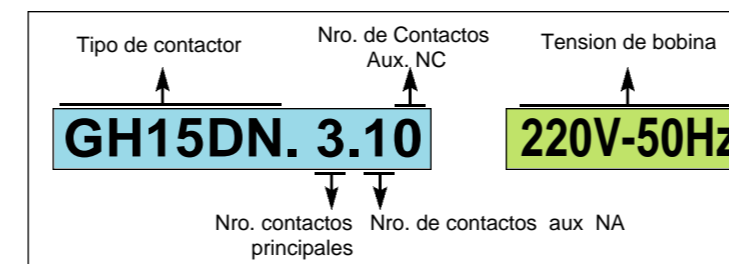 Tipo de contactor
Nro. de Contactos
Aux. NC
Tension de bobina
GH15DN. 3.10
220V-50Hz
Nro. contactos
principales
Nro. de contactos aux NA